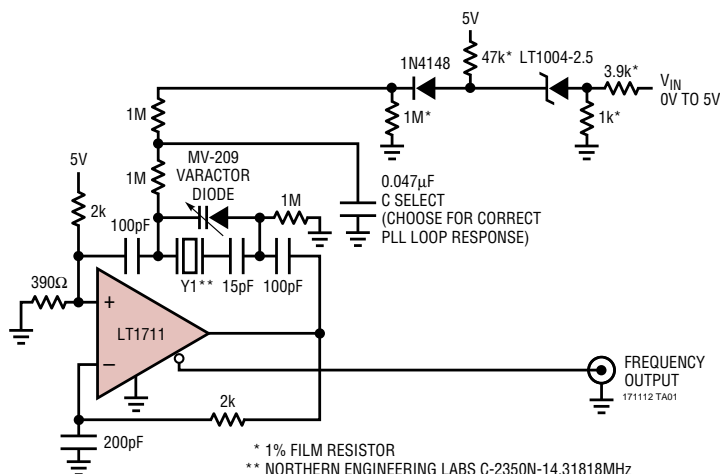 5V
1N4148
47k*
LT1004-2.5
3.9k*
VIN
0V TO 5V
1M
1M*
1k*
MV-209
VARACTOR
DIODE
5V
1M
1M
0.047µF
C SELECT
(CHOOSE FOR CORRECT
PLL LOOP RESPONSE)
2k
100pF
Y1**
15pF
100pF
390Ω
+
LT1711
–
FREQUENCY
OUTPUT
171112 TA01
2k
200pF
* 1% FILM RESISTOR
** NORTHERN ENGINEERING LABS C-2350N-14.31818MHz